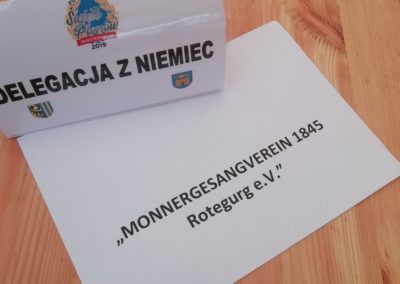 2019
DELEGACJA Z NIEMIEC
„MONNERGESANGVEREIN 1845
Rotegurg e.V."